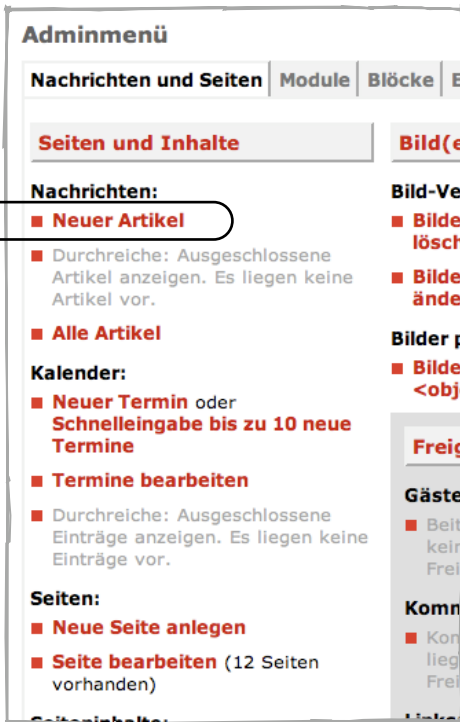 Adminmenü
Nachrichten und Seiten Module Blöcke
Seiten und Inhalte
Nachrichten:
Neuer Artikel
Durchreiche: Ausgeschlossene
Artikel anzeigen. Es liegen keine
Artikel vor.
Alle Artikel
Kalender:
Neuer Termin oder
Schnelleingabe bis zu 10 neue
Termine
Termine bearbeiten
Durchreiche: Ausgeschlossene
Einträge anzeigen. Es liegen keine
Einträge vor.
Seiten:
Neue Seite anlegen
Seite bearbeiten (12 Seiten
vorhanden)
Seiteninhalte:
Bild(e
Bild-Ve
Bilde
lösch
Bilde
ände
Bilder p
Bilde
<obj
Freig
Gäste
Beit
kein
Frei
Komm
Kon
lieg
Frei